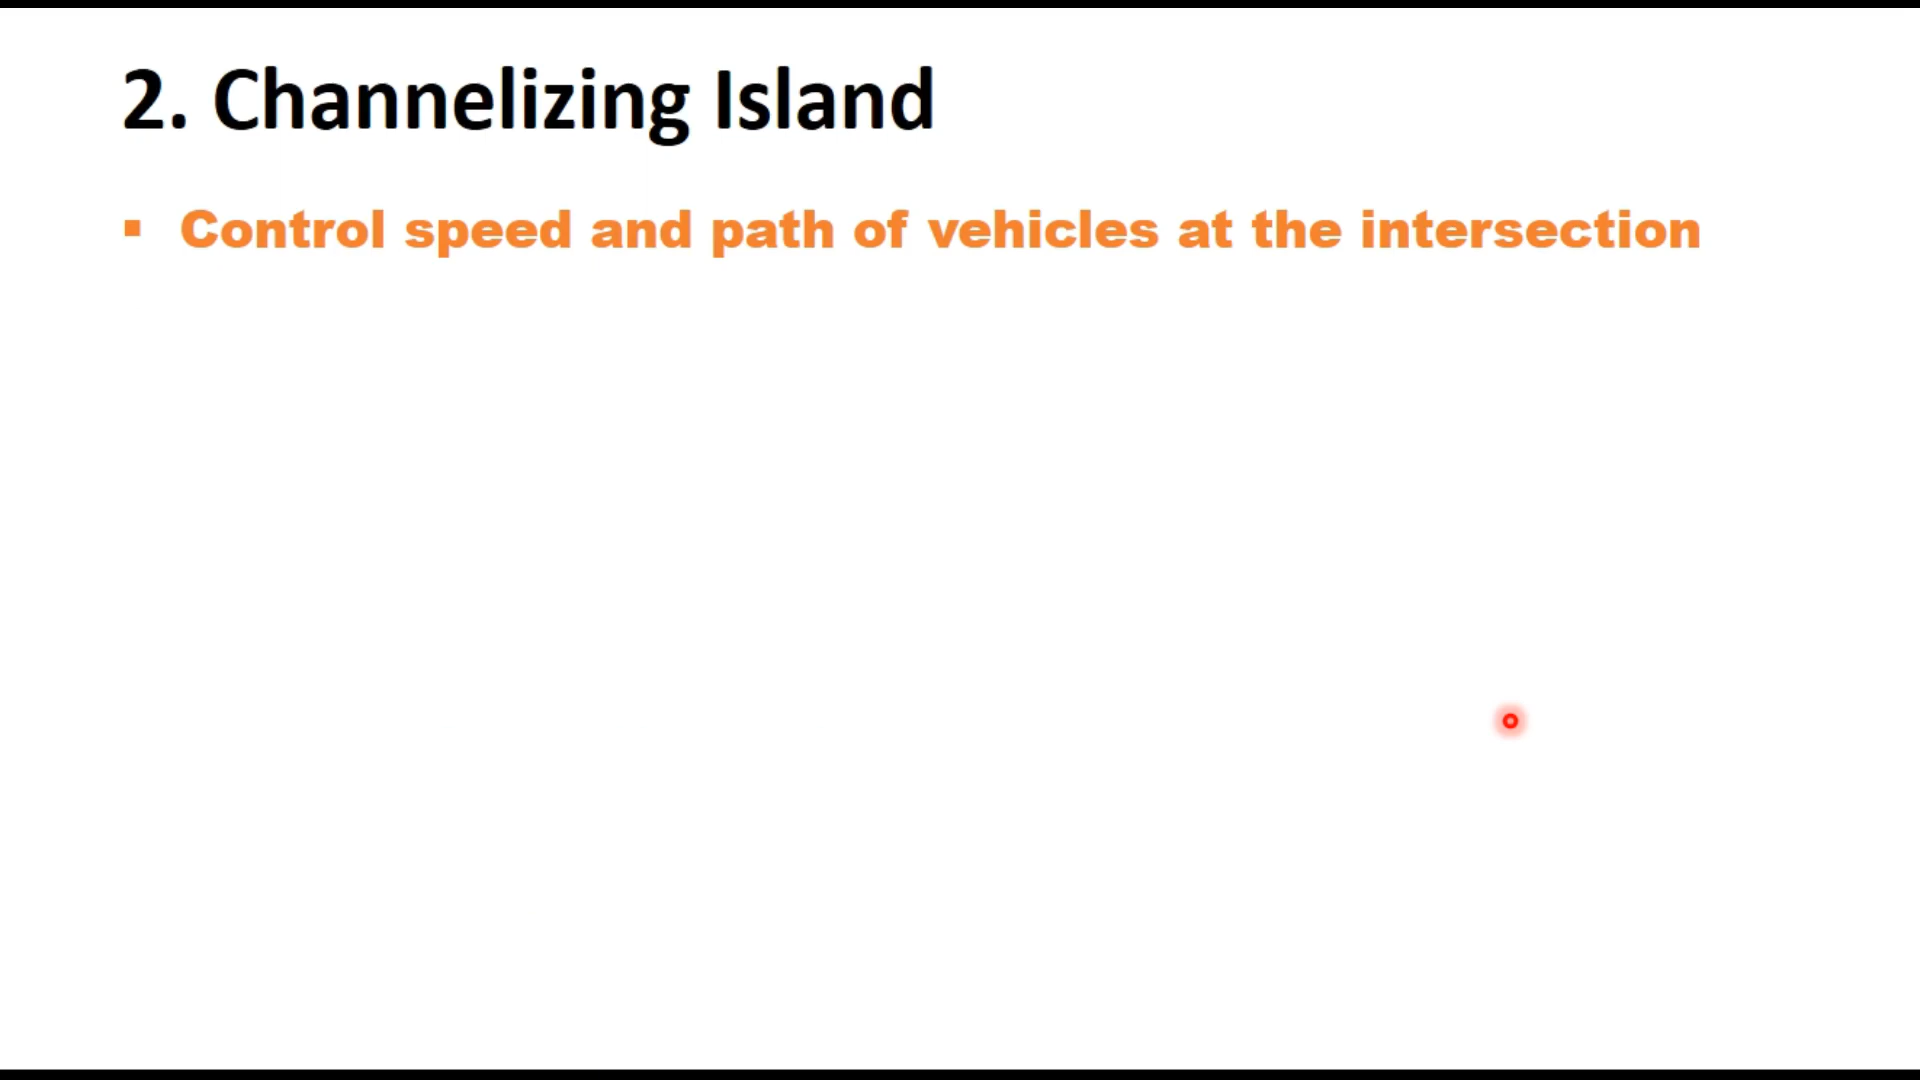 2. Channelizing Island
▪ Control speed and path of vehicles at the intersection